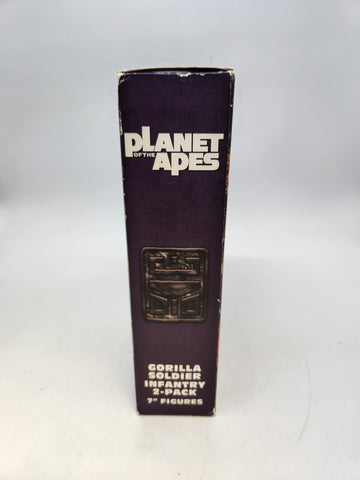 PLANET
OF THE
APES
GORILLA
SOLDIER
INFANTRY
2-PACK
7" FIGURES